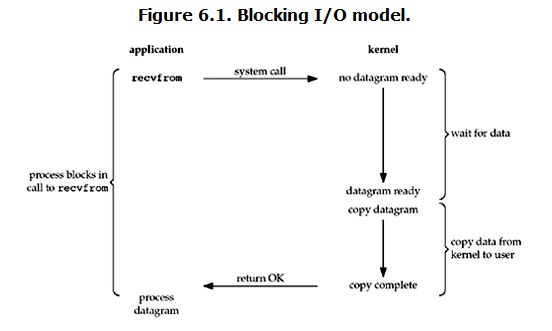 Figure 6.1. Blocking I/O model.
application
kernel
recvfrom
system call
no datagram ready
wait for data
process blocks in
call to recvfrom
datagram ready
copy datagram
copy data from
kernel to user
return OK
copy complete
process
datagram